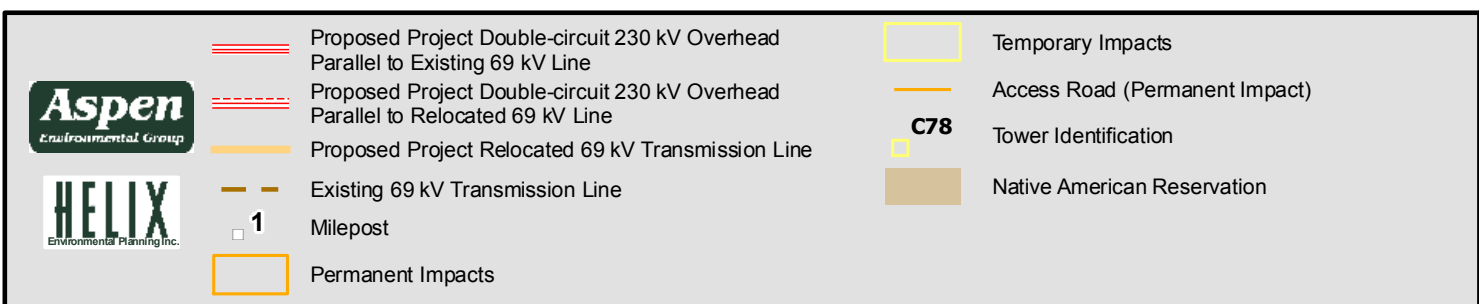 Aspen
Environmental Group
HELIX
Environmental Planning Inc.
Proposed Project Double-circuit 230 kV Overhead
Parallel to Existing 69 kV Line
Proposed Project Double-circuit 230 kV Overhead
Parallel to Relocated 69 kV Line
Proposed Project Relocated 69 kV Transmission Line
Existing 69 kV Transmission Line
1 Milepost
Permanent Impacts
Temporary Impacts
Access Road (Permanent Impact)
C78 Tower Identification
Native American Reservation